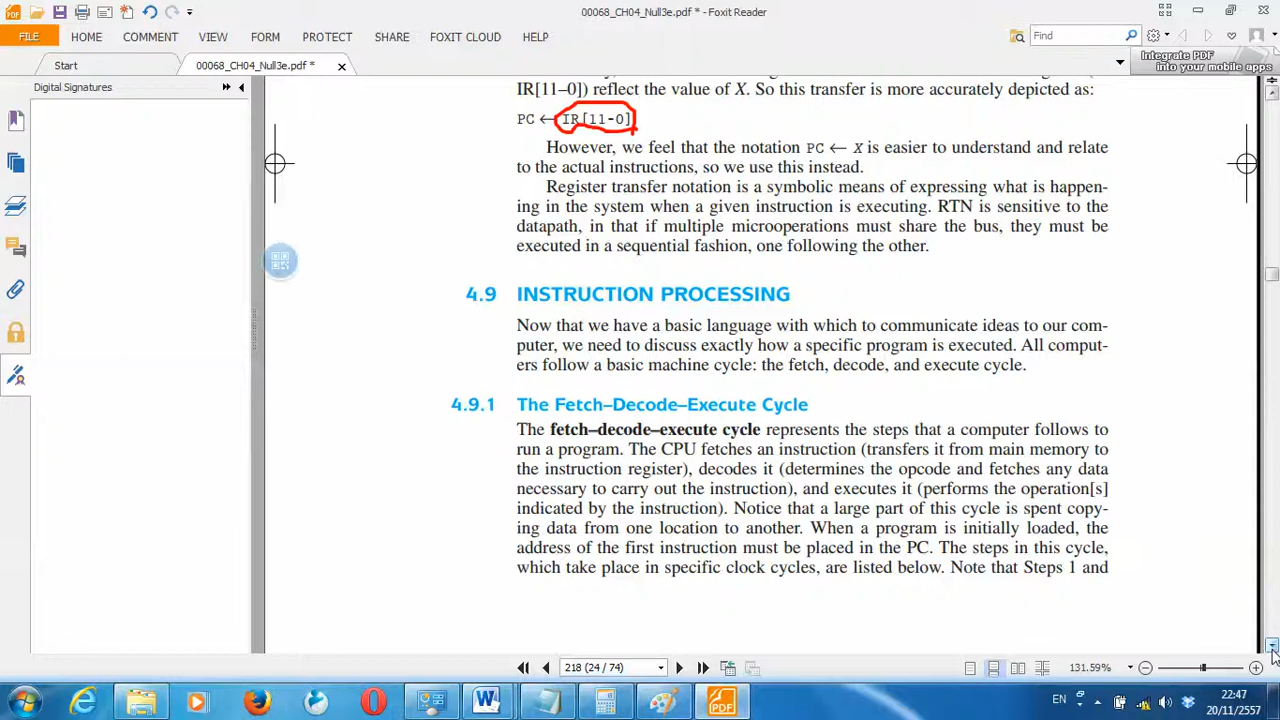 00068_CH04_Null3e.pdf * - Foxit Reader
FILE HOME COMMENT VIEW FORM PROTECT SHARE FOXIT CLOUD HELP
Find
Integrate PDF
into your mobile apps
Start
00068_CH04_Null3e.pdf *
Digital Signatures
IR[11–0]) reflect the value of X. So this transfer is more accurately depicted as:
PC ← IR[11-0]
However, we feel that the notation PC ← X is easier to understand and relate
to the actual instructions, so we use this instead.
Register transfer notation is a symbolic means of expressing what is happen-
ing in the system when a given instruction is executing. RTN is sensitive to the
datapath, in that if multiple microoperations must share the bus, they must be
executed in a sequential fashion, one following the other.
4.9 INSTRUCTION PROCESSING
Now that we have a basic language with which to communicate ideas to our com-
puter, we need to discuss exactly how a specific program is executed. All comput-
ers follow a basic machine cycle: the fetch, decode, and execute cycle.
4.9.1 The Fetch–Decode–Execute Cycle
The fetch–decode–execute cycle represents the steps that a computer follows to
run a program. The CPU fetches an instruction (transfers it from main memory to
the instruction register), decodes it (determines the opcode and fetches any data
necessary to carry out the instruction), and executes it (performs the operation[s]
indicated by the instruction). Notice that a large part of this cycle is spent copy-
ing data from one location to another. When a program is initially loaded, the
address of the first instruction must be placed in the PC. The steps in this cycle,
which take place in specific clock cycles, are listed below. Note that Steps 1 and
218 (24 / 74)
131.59%
EN
22:47
20/11/2557